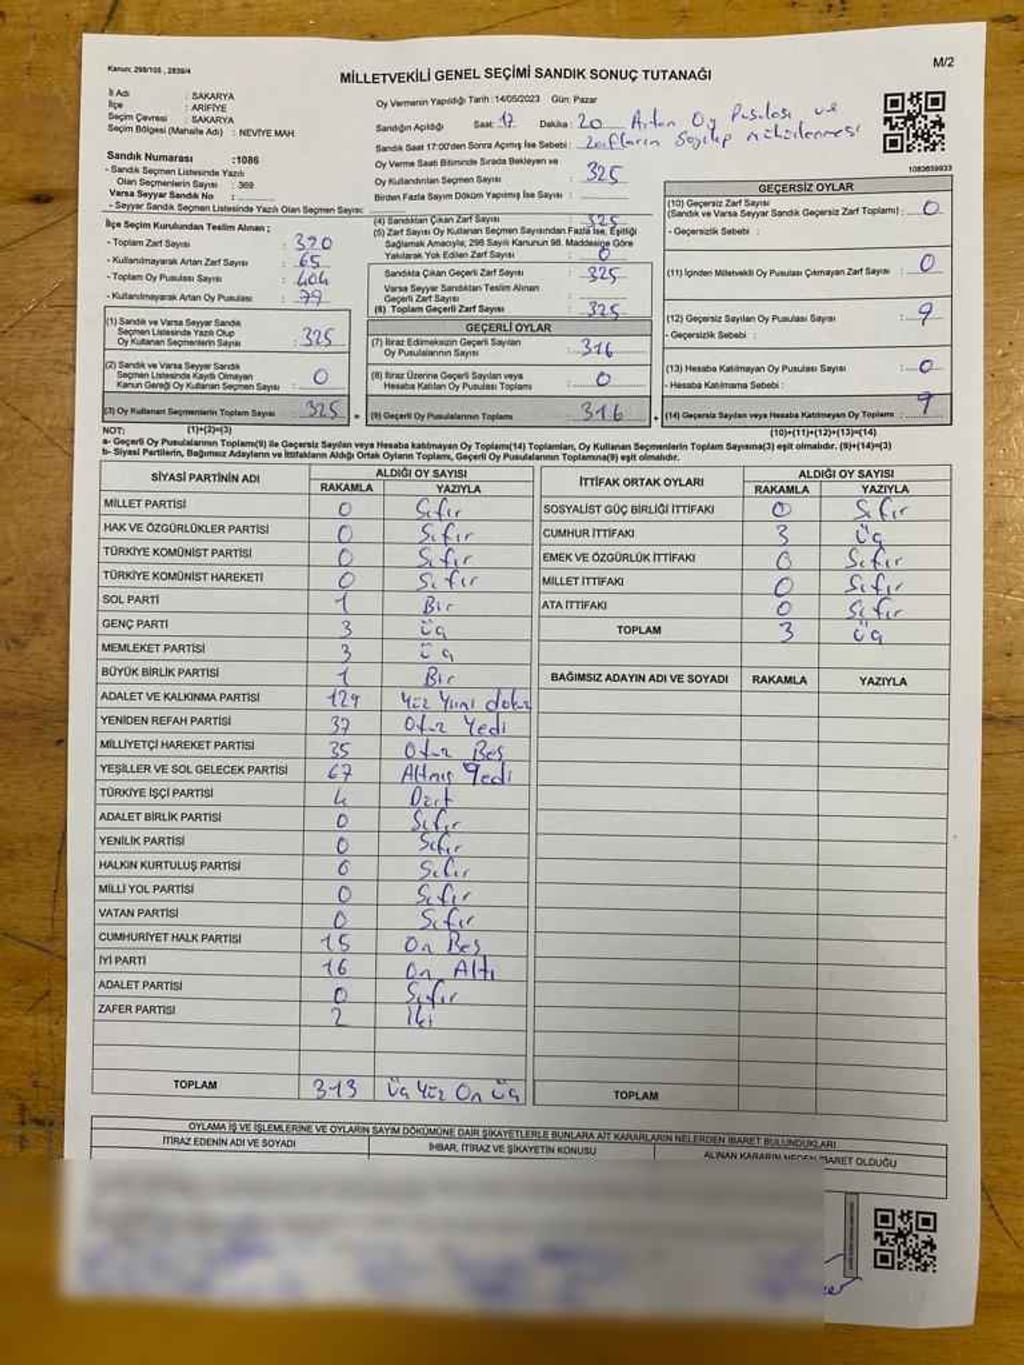 Kanun: 298/105 , 2839/4
M/2
MİLLETVEKİLİ GENEL SEÇİMİ SANDIK SONUÇ TUTANAĞI
İl Adı : SAKARYA
İlçe : ARİFİYE
Seçim Çevresi : SAKARYA
Seçim Bölgesi (Mahalle Adı) : NEVİYE MAH.
Oy Vermenin Yapıldığı Tarih :14/05/2023 Gün: Pazar
Sandığın Açıldığı Saat: 17 Dakika: 20 Artan Oy Pusulası ve
Sandık Saat 17:00'den Sonra Açılmış İse Sebebi : zarfların Sayılıp mühürlenmesi
Sandık Numarası :1086
- Sandık Seçmen Listesinde Yazılı
Olan Seçmenlerin Sayısı : 369
Varsa Seyyar Sandık No :
- Seyyar Sandık Seçmen Listesinde Yazılı Olan Seçmen Sayısı:
Oy Verme Saati Bitiminde Sırada Bekleyen ve
Oy Kullandırılan Seçmen Sayısı : 325
Birden Fazla Sayım Döküm Yapılmış İse Sayısı :
1083659933
İlçe Seçim Kurulundan Teslim Alınan ;
- Toplam Zarf Sayısı : 390
- Kullanılmayarak Artan Zarf Sayısı : 65
- Toplam Oy Pusulası Sayısı : 404
- Kullanılmayarak Artan Oy Pusulası : 79
(1) Sandık ve Varsa Seyyar Sandık
Seçmen Listesinde Yazılı Olup
Oy Kullanan Seçmenlerin Sayısı : 325
(2) Sandık ve Varsa Seyyar Sandık
Seçmen Listesinde Kaydı Olmayan
Kanun Gereği Oy Kullanan Seçmen Sayısı : 0
(3) Oy Kullanan Seçmenlerin Toplam Sayısı : 325
(1)+(2)=(3)
(4) Sandıktan Çıkan Zarf Sayısı : 325
(5) Zarf Sayısı Oy Kullanan Seçmen Sayısından Fazla İse, Eşitliği
Sağlamak Amacıyla, 298 Sayılı Kanunun 98. Maddesine Göre
Yakılarak Yok Edilen Zarf Sayısı : 0
Sandıkta Çıkan Geçerli Zarf Sayısı : 325
Varsa Seyyar Sandıktan Teslim Alınan
Geçerli Zarf Sayısı :
(6) Toplam Geçerli Zarf Sayısı : 325
GEÇERLİ OYLAR
(7) İtiraz Edilmeksizin Geçerli Sayılan
Oy Pusulalarının Sayısı : 316
(8) İtiraz Üzerine Geçerli Sayılan veya
Hesaba Katılan Oy Pusulası Toplamı : 0
(9) Geçerli Oy Pusulalarının Toplamı : 316
GEÇERSİZ OYLAR
(10) Geçersiz Zarf Sayısı
(Sandık ve Varsa Seyyar Sandık Geçersiz Zarf Toplamı) : 0
- Geçersizlik Sebebi :
(11) İçinden Milletvekili Oy Pusulası Çıkmayan Zarf Sayısı : 0
(12) Geçersiz Sayılan Oy Pusulası Sayısı : 9
- Geçersizlik Sebebi :
(13) Hesaba Katılmayan Oy Pusulası Sayısı : 0
- Hesaba Katılmama Sebebi :
(14) Geçersiz Sayılan veya Hesaba Katılmayan Oy Toplamı : 9
(10)+(11)+(12)+(13)=(14)
NOT:
a- Geçerli Oy Pusulalarının Toplamı(9) ile Geçersiz Sayılan veya Hesaba katılmayan Oy Toplamı(14) Toplamları, Oy Kullanan Seçmenlerin Toplam Sayısına(3) eşit olmalıdır. (9)+(14)=(3)
b- Siyasi Partilerin, Bağımsız Adayların ve İttifakların Aldığı Ortak Oyların Toplamı, Geçerli Oy Pusulalarının Toplamına(9) eşit olmalıdır.
SİYASİ PARTİNİN ADI ALDIĞI OY SAYISI
RAKAMLA YAZIYLA
MİLLET PARTİSİ 0 Sıfır
HAK VE ÖZGÜRLÜKLER PARTİSİ 0 Sıfır
TÜRKİYE KOMÜNİST PARTİSİ 0 Sıfır
TÜRKİYE KOMÜNİST HAREKETİ 0 Sıfır
SOL PARTİ 1 Bir
GENÇ PARTİ 3 üç
MEMLEKET PARTİSİ 3 üç
BÜYÜK BİRLİK PARTİSİ 1 Bir
ADALET VE KALKINMA PARTİSİ 129 Yüz Yirmi dokuz
YENİDEN REFAH PARTİSİ 37 Otuz Yedi
MİLLİYETÇİ HAREKET PARTİSİ 35 Otuz Beş
YEŞİLLER VE SOL GELECEK PARTİSİ 67 Altmış Yedi
TÜRKİYE İŞÇİ PARTİSİ 4 Dört
ADALET BİRLİK PARTİSİ 0 Sıfır
YENİLİK PARTİSİ 0 Sıfır
HALKIN KURTULUŞ PARTİSİ 0 Sıfır
MİLLİ YOL PARTİSİ 0 Sıfır
VATAN PARTİSİ 0 Sıfır
CUMHURİYET HALK PARTİSİ 15 On Beş
İYİ PARTİ 16 On Altı
ADALET PARTİSİ 0 Sıfır
ZAFER PARTİSİ 2 İki
TOPLAM 313 Üç Yüz On üç
İTTİFAK ORTAK OYLARI ALDIĞI OY SAYISI
RAKAMLA YAZIYLA
SOSYALİST GÜÇ BİRLİĞİ İTTİFAKI 0 Sıfır
CUMHUR İTTİFAKI 3 üç
EMEK VE ÖZGÜRLÜK İTTİFAKI 0 Sıfır
MİLLET İTTİFAKI 0 Sıfır
ATA İTTİFAKI 0 Sıfır
TOPLAM 3 üç
BAĞIMSIZ ADAYIN ADI VE SOYADI RAKAMLA YAZIYLA
TOPLAM
OYLAMA İŞ VE İŞLEMLERİNE VE OYLARIN SAYIM DÖKÜMÜNE DAİR ŞİKAYETLERLE BUNLARA AİT KARARLARIN NELERDEN İBARET BULUNDUKLARI
İTİRAZ EDENİN ADI VE SOYADI İHBAR, İTİRAZ VE ŞİKAYETİN KONUSU ALINAN KARARIN NEDEN İBARET OLDUĞU